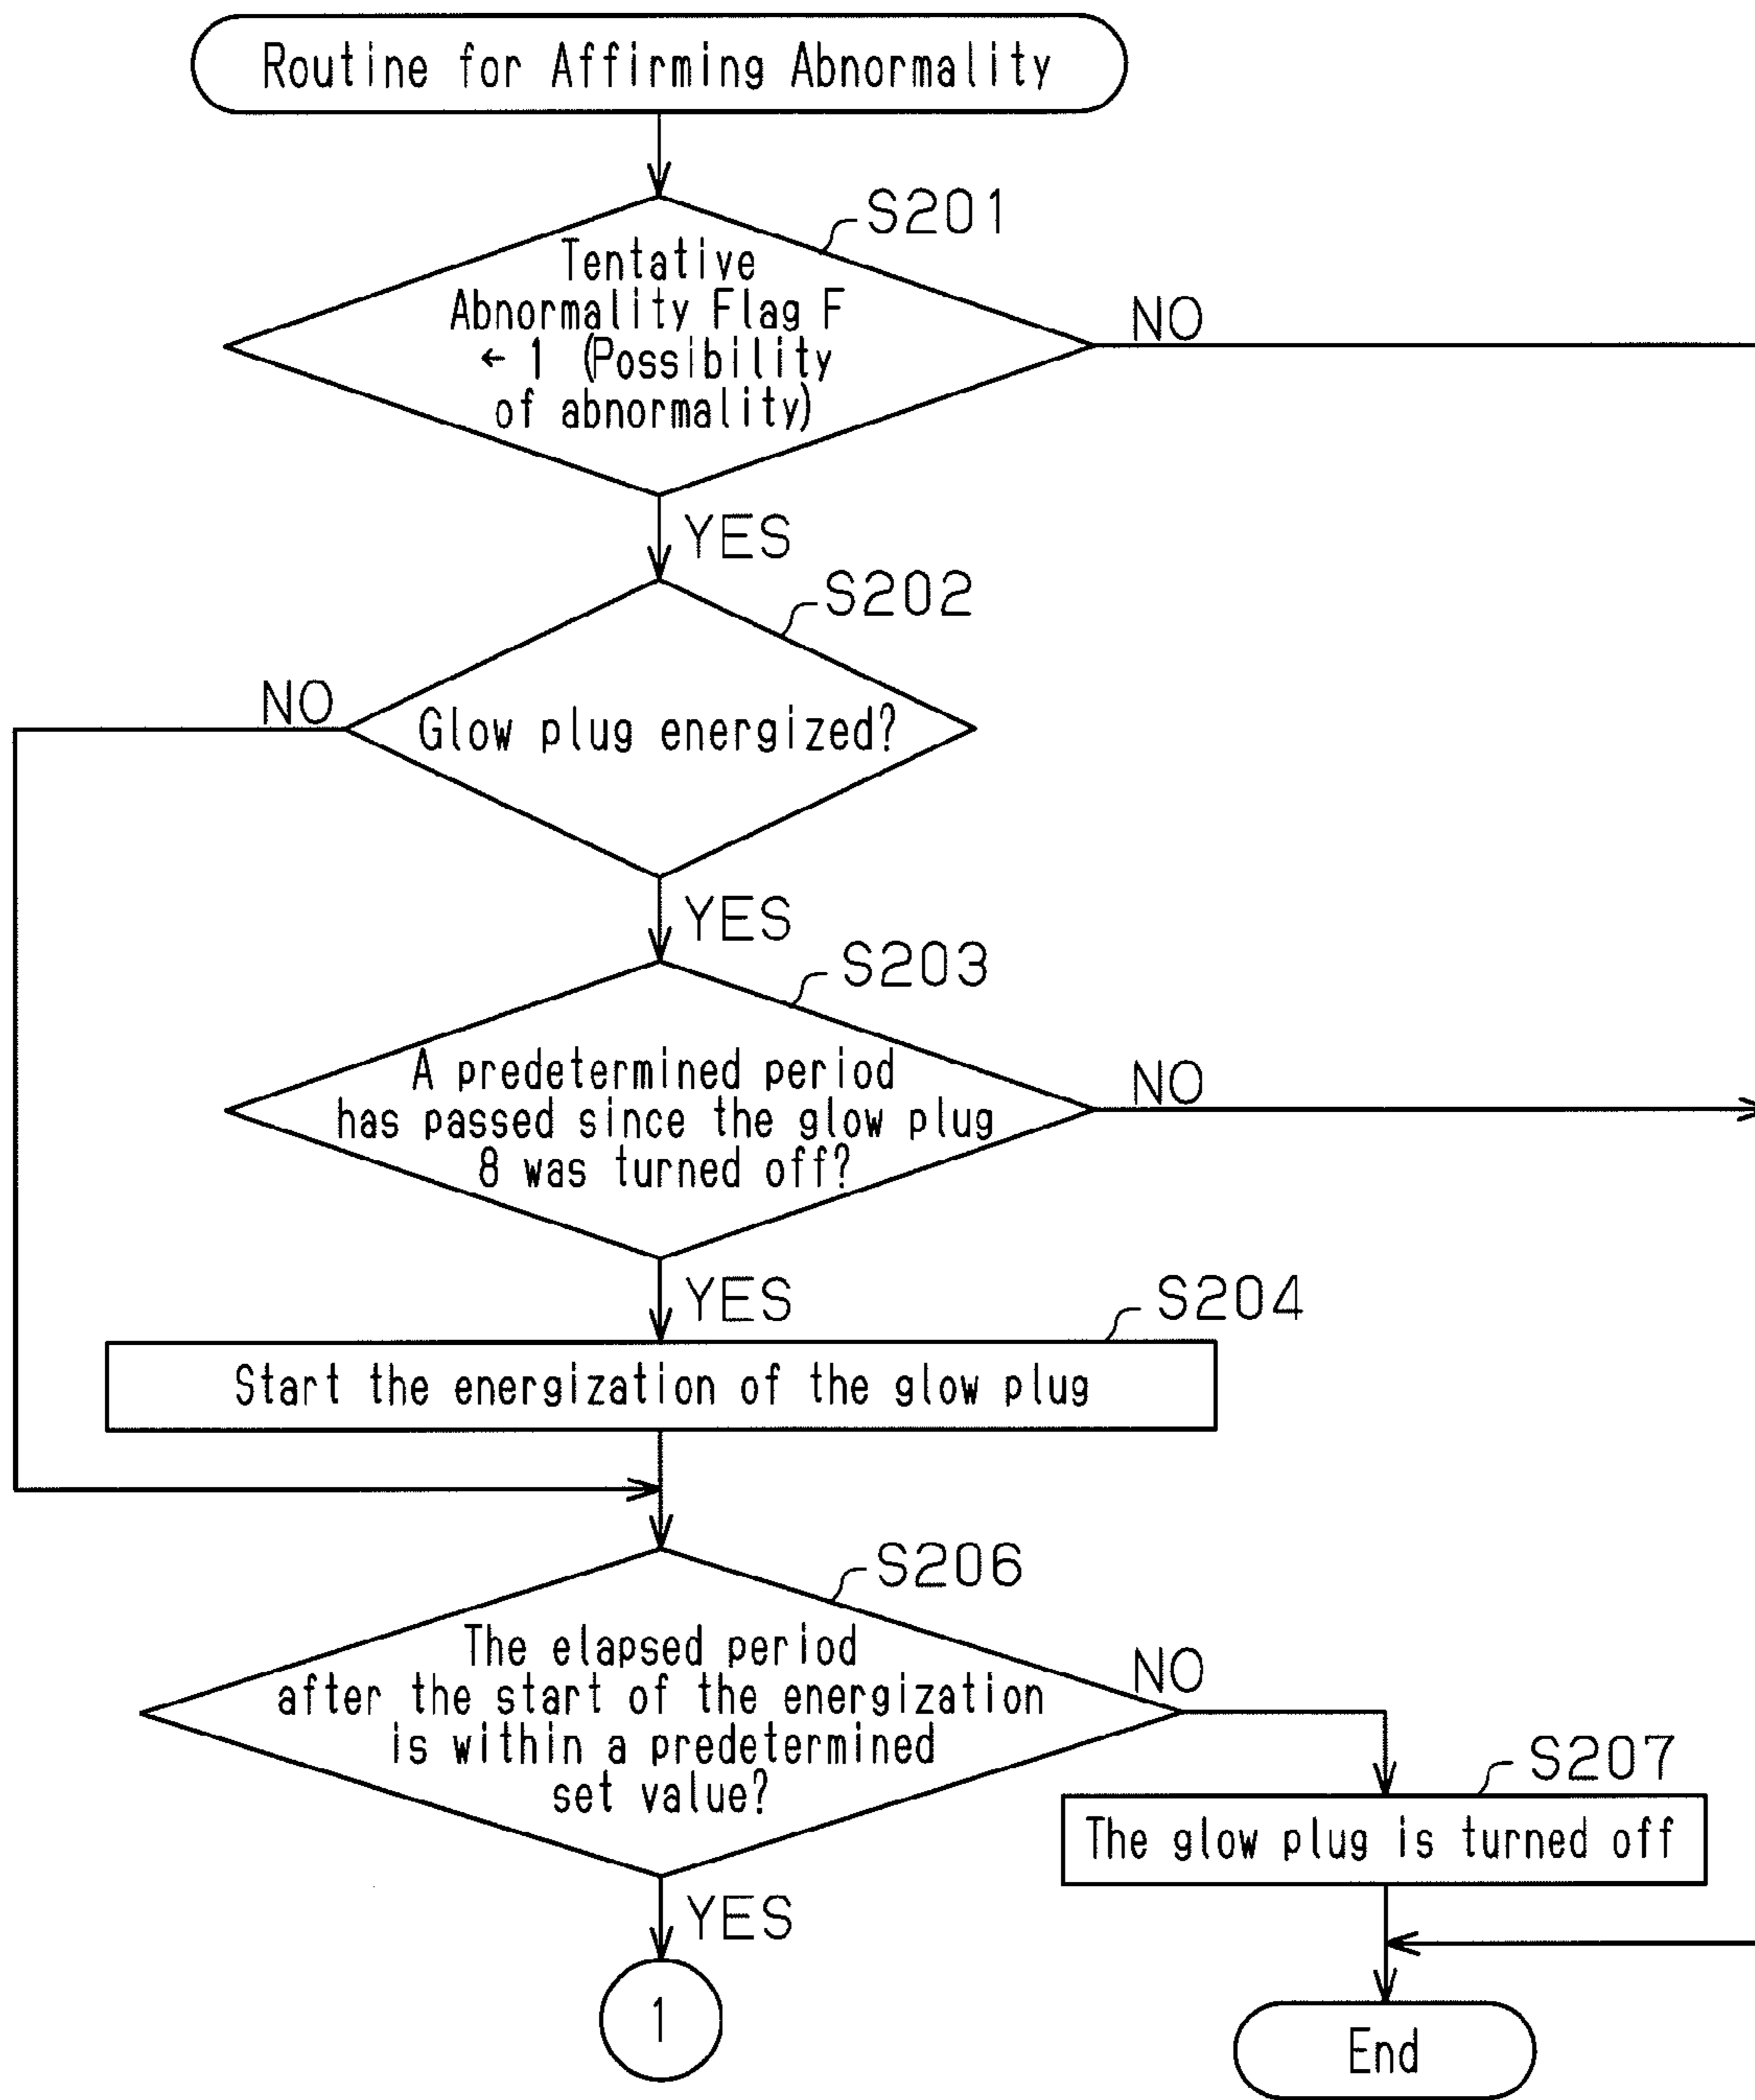 Routine for Affirming Abnormality
S201
Tentative
Abnormality Flag F
← 1 (Possibility
of abnormality)
NO
YES
S202
NO
Glow plug energized?
YES
S203
A predetermined period
has passed since the glow plug
8 was turned off?
NO
YES
S204
Start the energization of the glow plug
S206
The elapsed period
after the start of the energization
is within a predetermined
set value?
NO
S207
The glow plug is turned off
YES
1
End